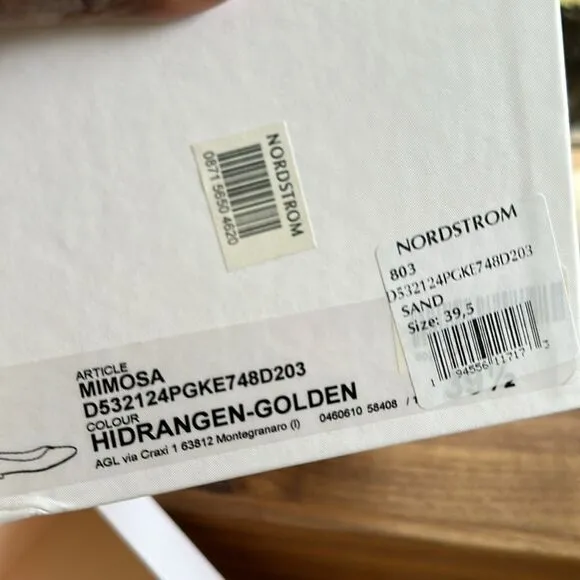 NORDSTROM
0871 5650 4620
NORDSTROM
803
D532124PGKE748D203
SAND
Size: 39,5
1 94556 11717 3
ARTICLE
MIMOSA
D532124PGKE748D203
COLOUR
HIDRANGEN-GOLDEN
AGL via Craxi 1 63812 Montegranaro (I)
0460610 58408